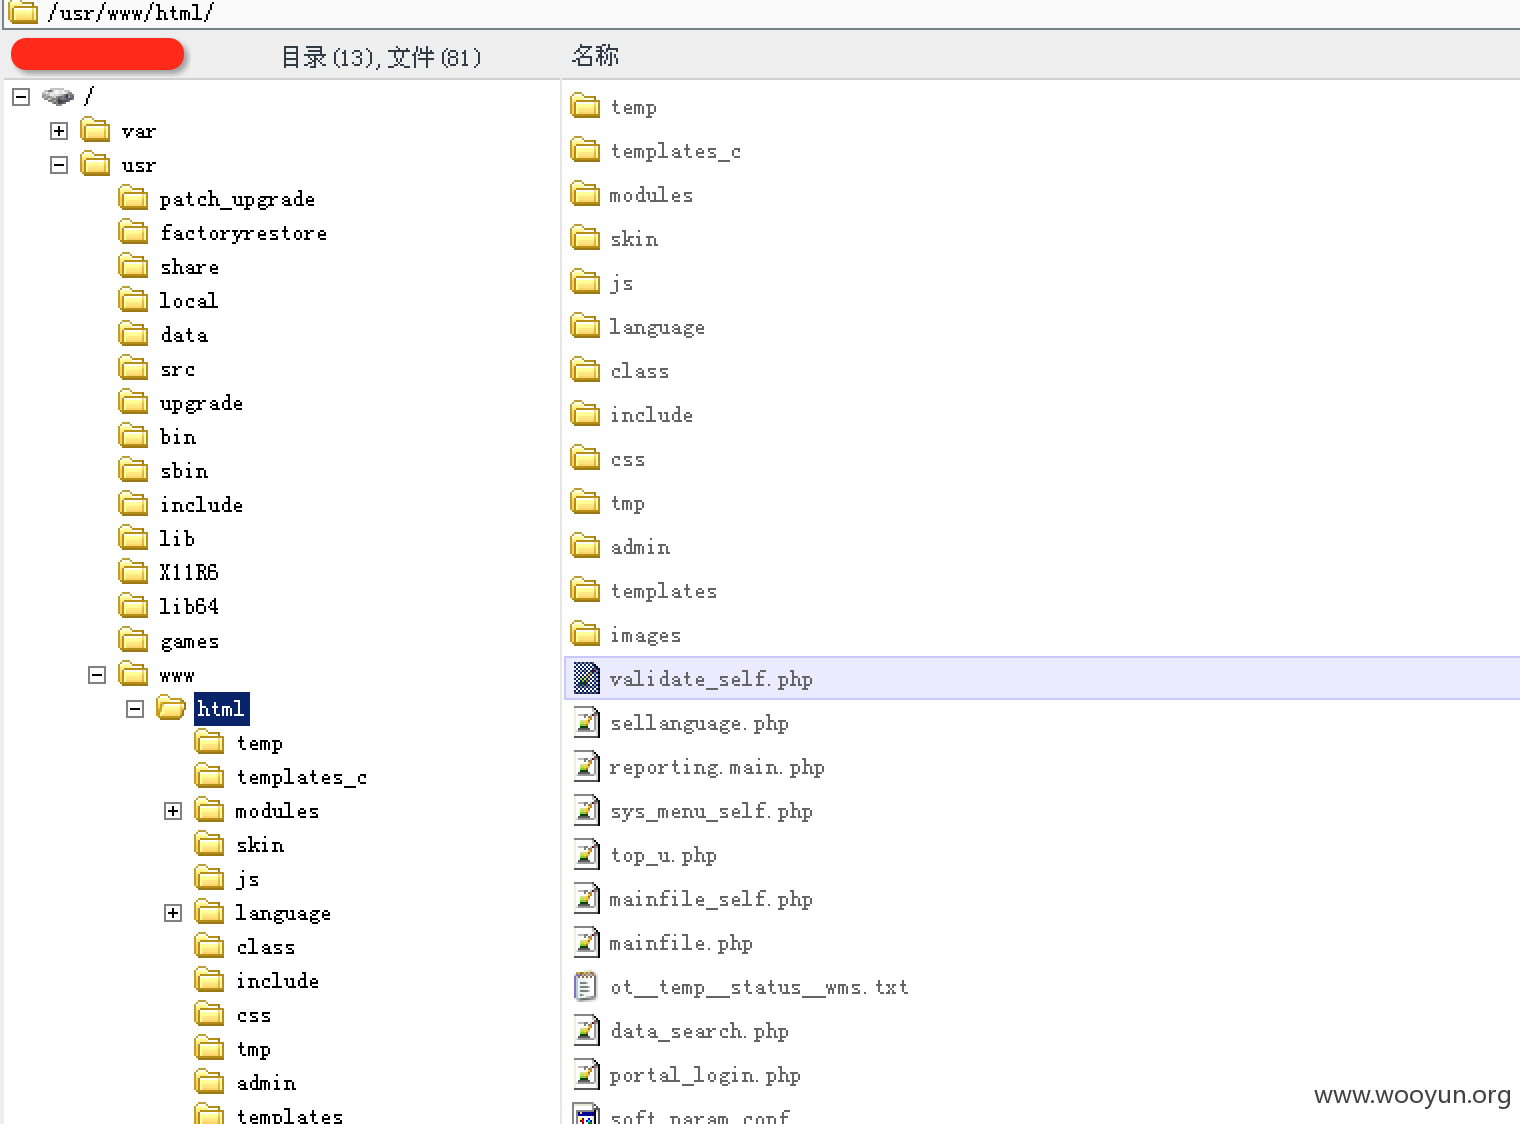 /usr/www/html/
目录 (13), 文件 (81)
名称
/
var
usr
patch_upgrade
factoryrestore
share
local
data
src
upgrade
bin
sbin
include
lib
X11R6
lib64
games
www
html
temp
templates_c
modules
skin
js
language
class
include
css
tmp
admin
templates
temp
templates_c
modules
skin
js
language
class
include
css
tmp
admin
templates
images
validate_self.php
sellanguage.php
reporting.main.php
sys_menu_self.php
top_u.php
mainfile_self.php
mainfile.php
ot__temp__status__wms.txt
data_search.php
portal_login.php
soft_param.conf
www.wooyun.org